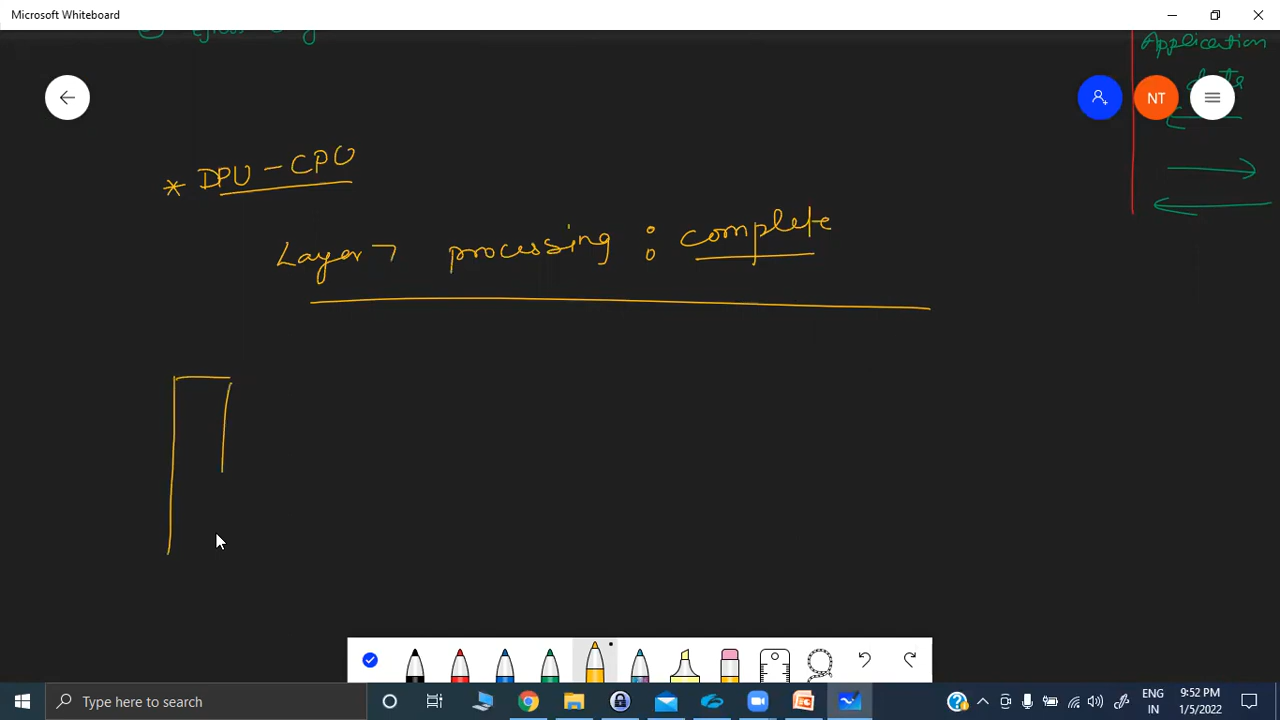 Microsoft Whiteboard
Application
NT
* DPU - CPU
Layer 7 processing : complete
Type here to search
ENG
IN
9:52 PM
1/5/2022